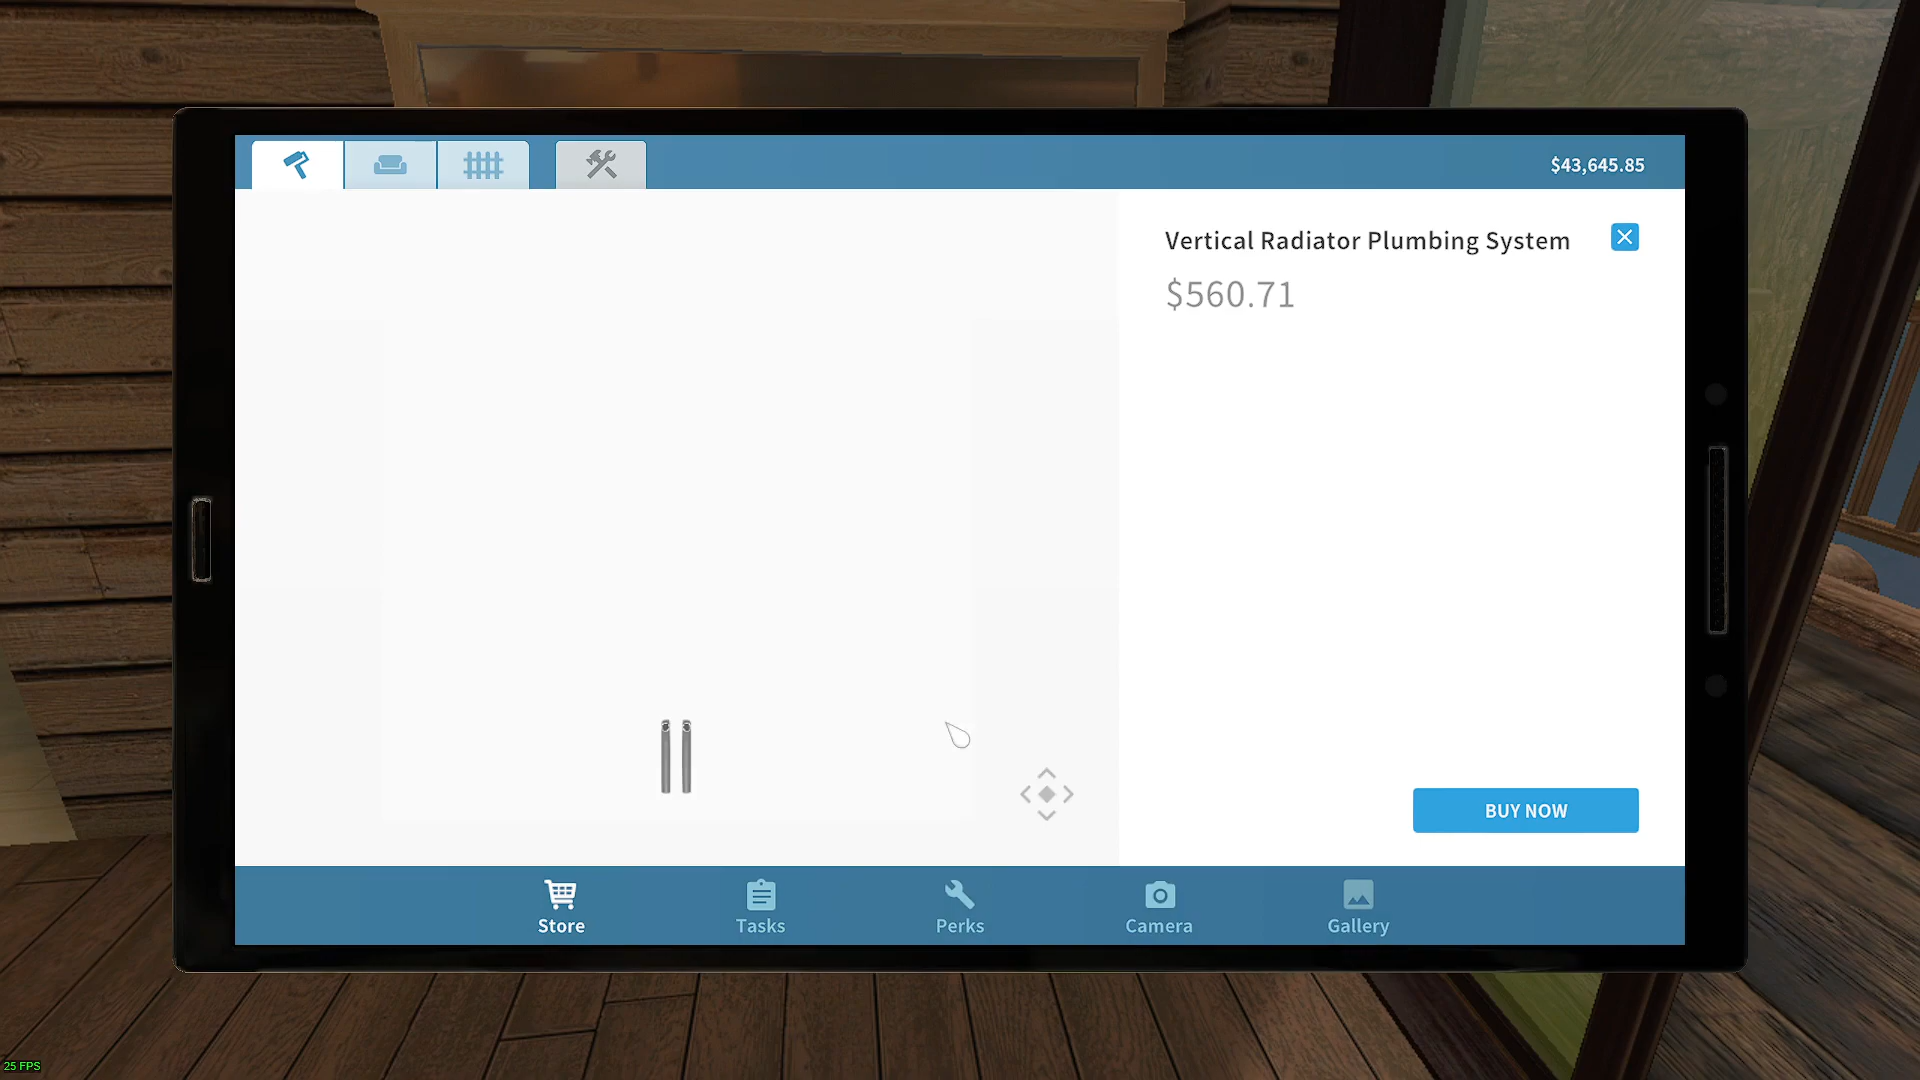 $43,645.85
Vertical Radiator Plumbing System
$560.71
BUY NOW
Store
Tasks
Perks
Camera
Gallery
25 FPS